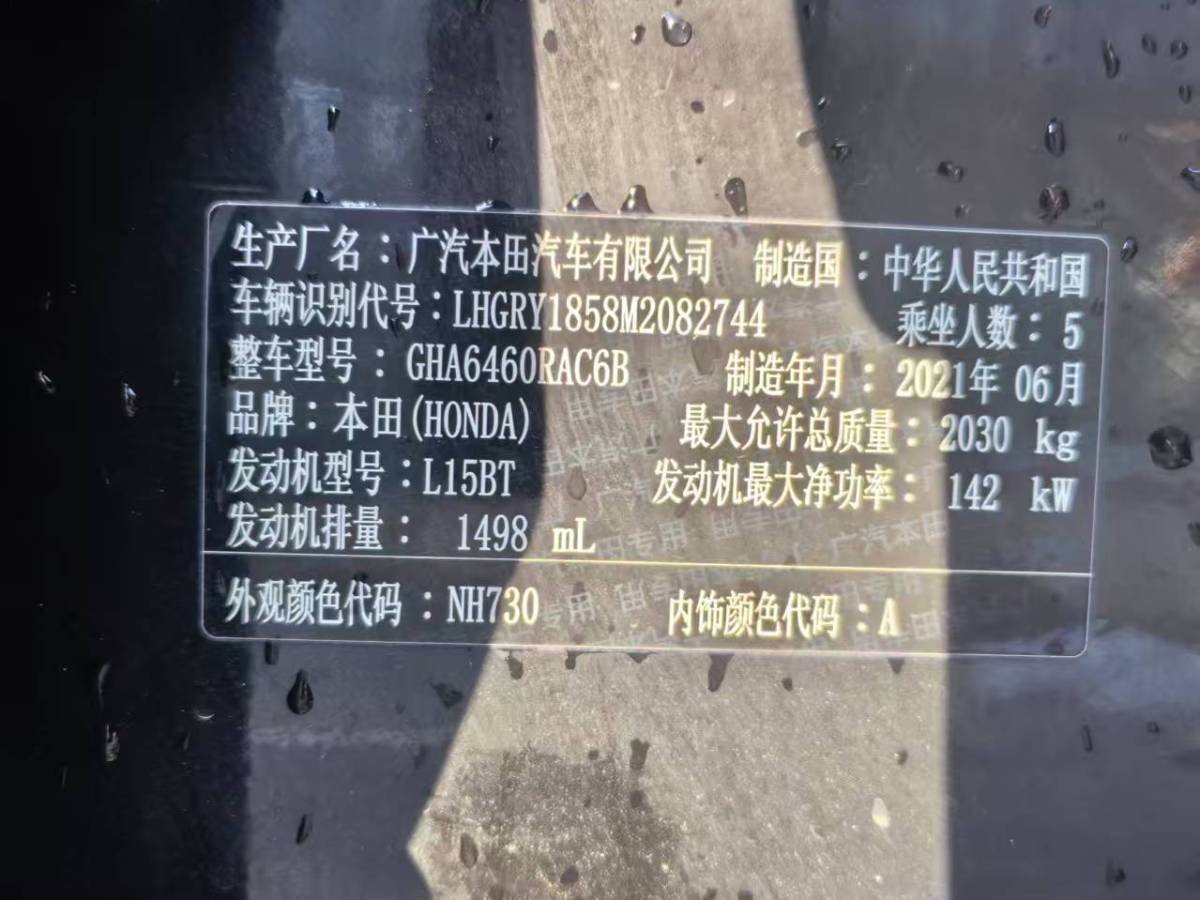 生产厂名：广汽本田汽车有限公司 制造国：中华人民共和国
车辆识别代号：LHGRY1858M2082744 乘坐人数：5
整车型号：GHA6460RAC6B 制造年月：2021年 06月
品牌：本田(HONDA) 最大允许总质量：2030 kg
发动机型号：L15BT 发动机最大净功率：142 kW
发动机排量：1498 mL
外观颜色代码：NH730 内饰颜色代码：A